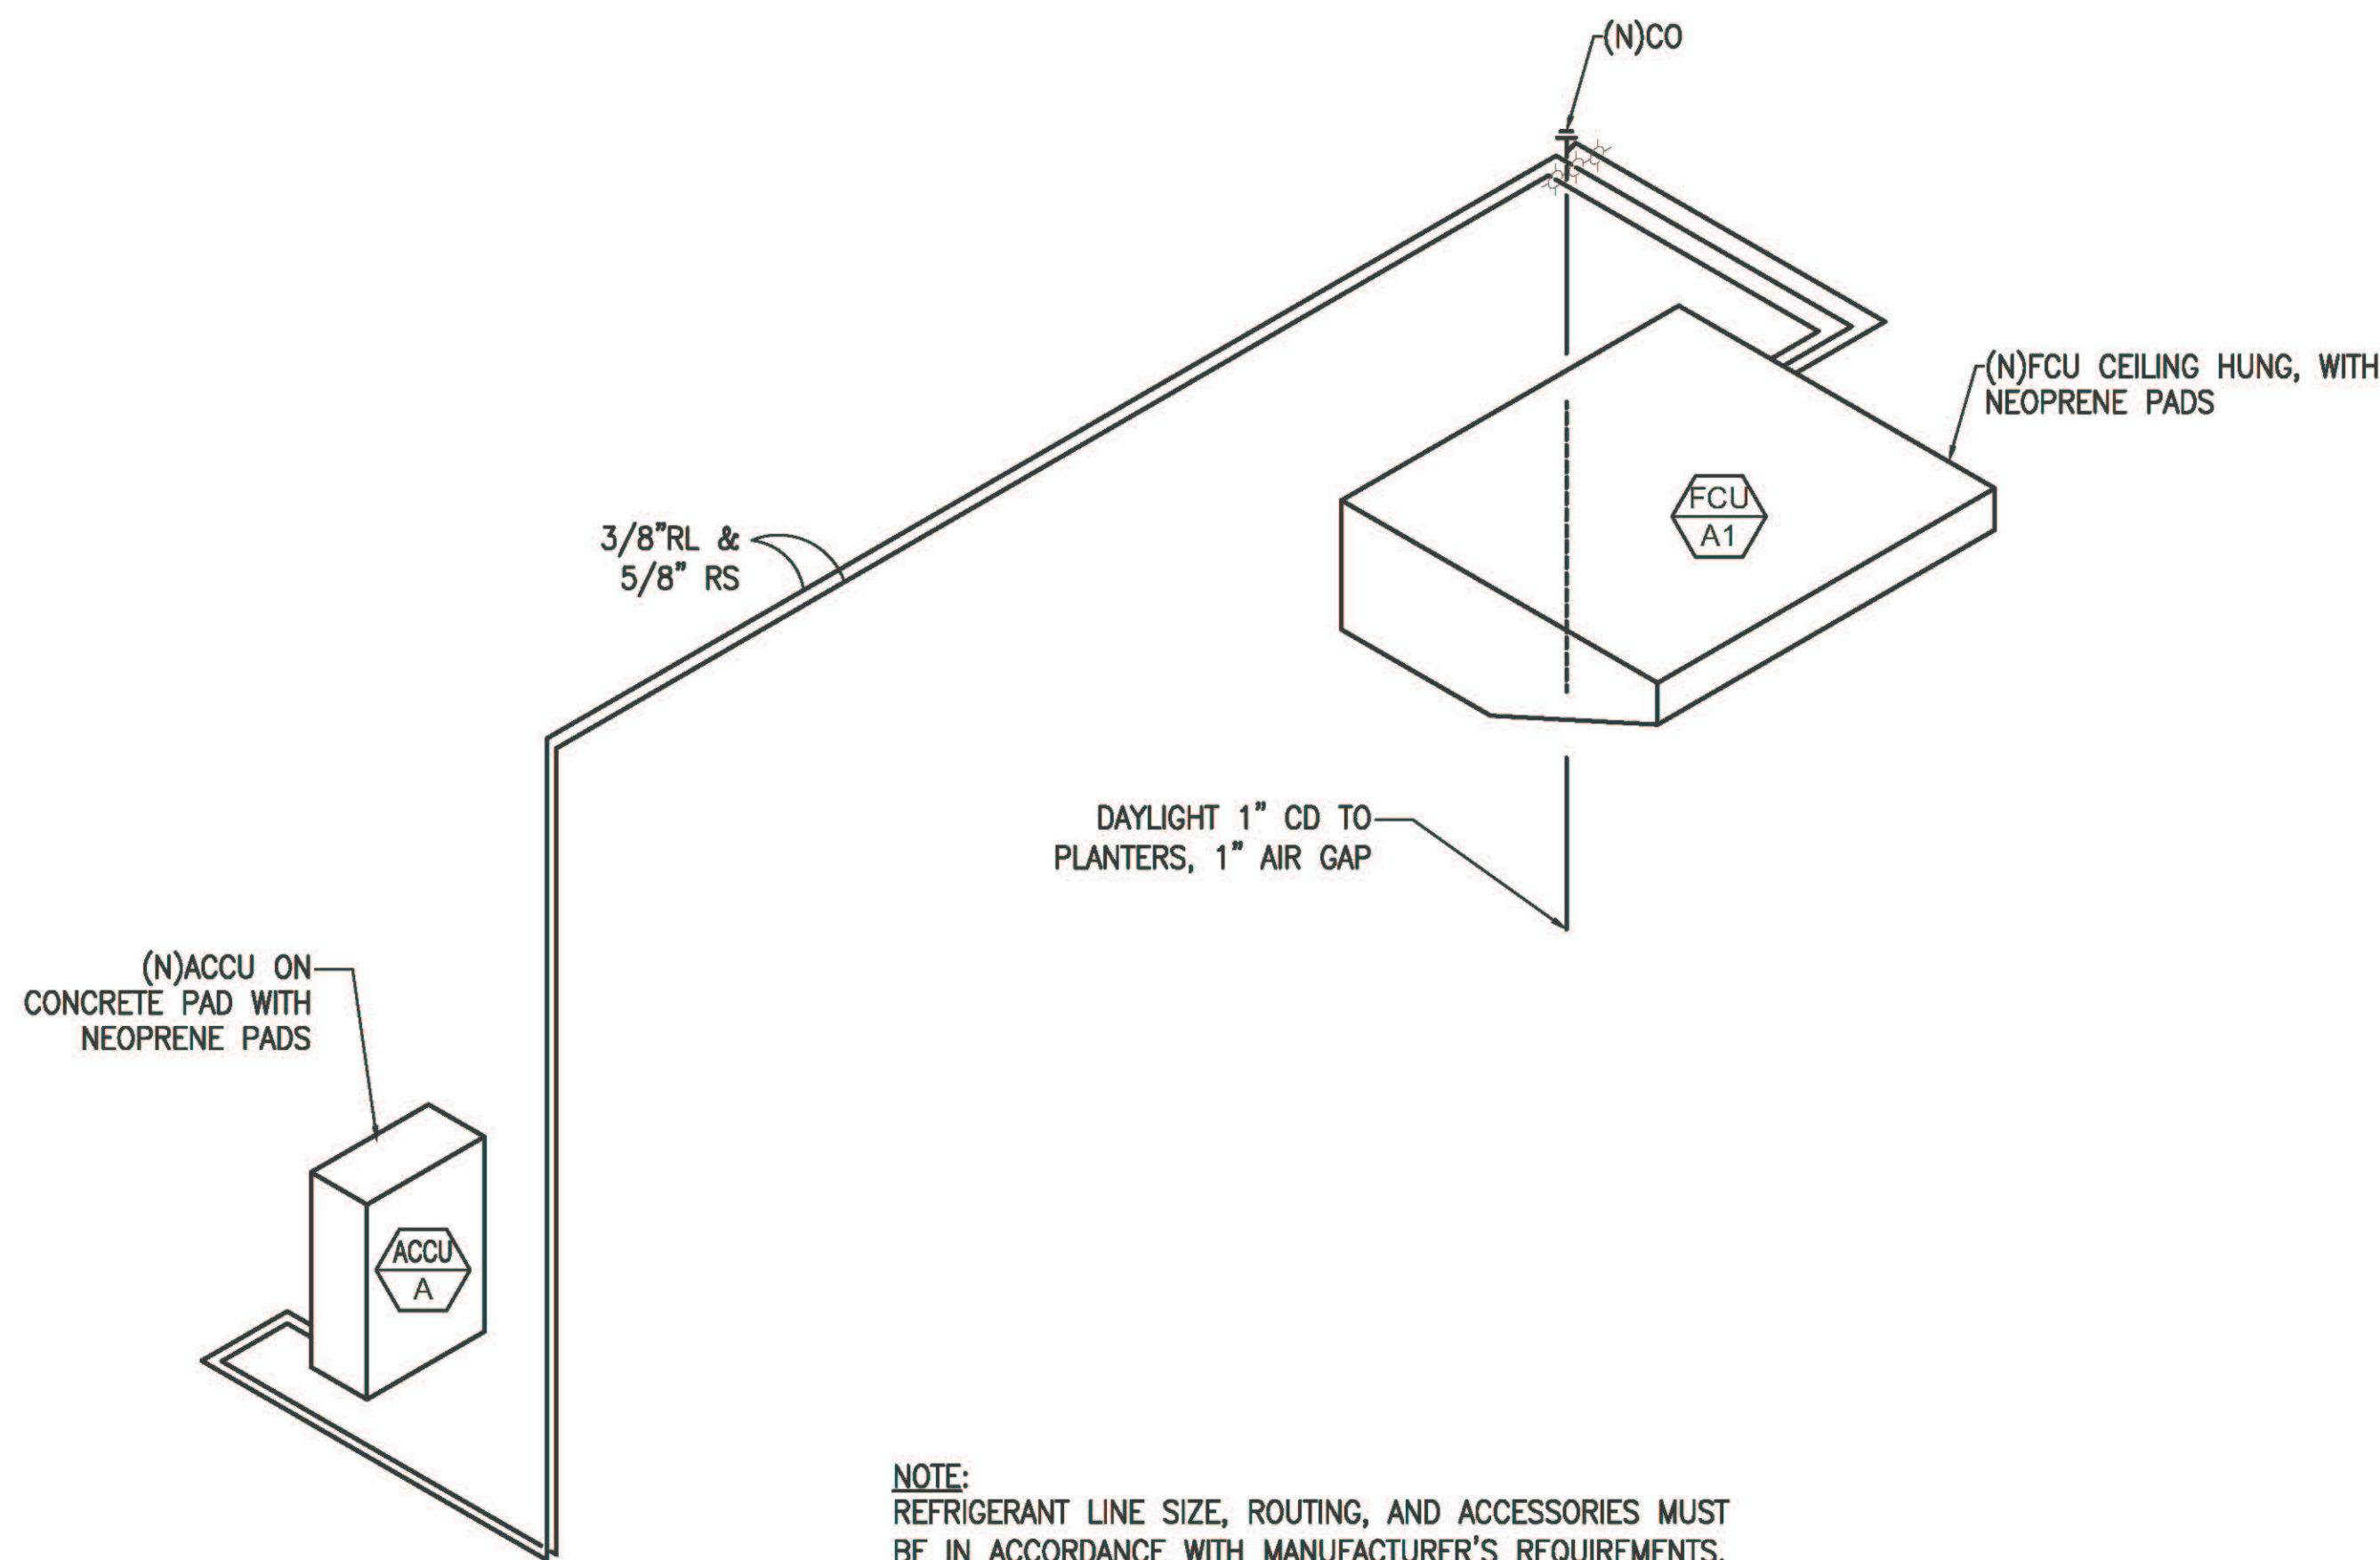 (N)CO
(N)FCU CEILING HUNG, WITH
NEOPRENE PADS
FCU
A1
3/8"RL &
5/8" RS
DAYLIGHT 1" CD TO
PLANTERS, 1" AIR GAP
(N)ACCU ON
CONCRETE PAD WITH
NEOPRENE PADS
ACCU
A
NOTE:
REFRIGERANT LINE SIZE, ROUTING, AND ACCESSORIES MUST
BE IN ACCORDANCE WITH MANUFACTURER'S REQUIREMENTS.